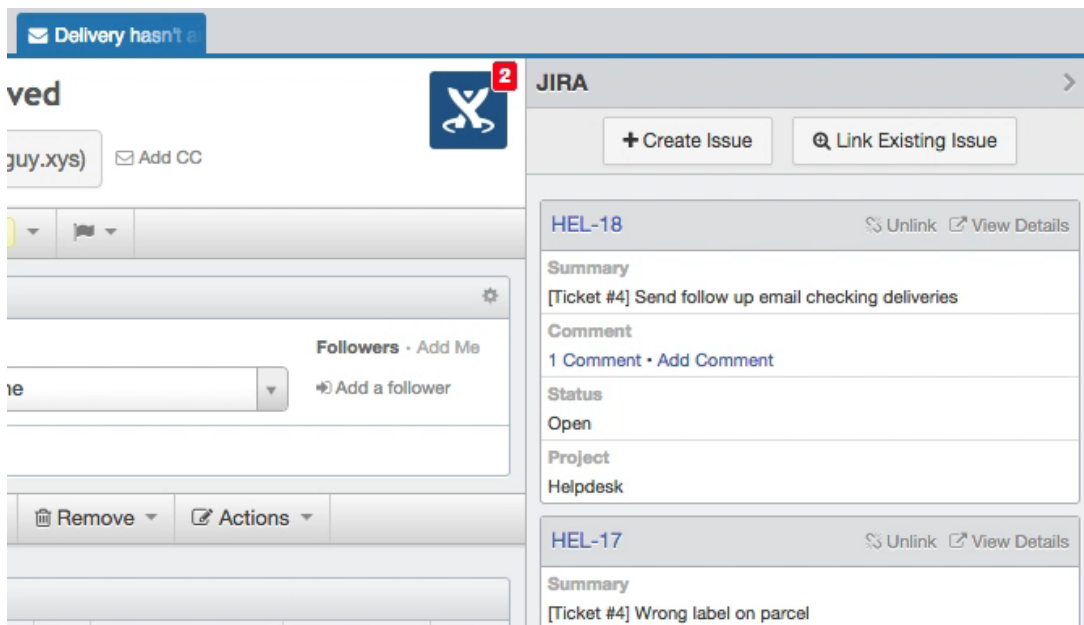 Delivery hasn't a
ved
2
guy.xys)
Add CC
Followers · Add Me
ne
Add a follower
Remove
Actions
JIRA
Create Issue
Link Existing Issue
HEL-18
Unlink
View Details
Summary
[Ticket #4] Send follow up email checking deliveries
Comment
1 Comment • Add Comment
Status
Open
Project
Helpdesk
HEL-17
Unlink
View Details
Summary
[Ticket #4] Wrong label on parcel